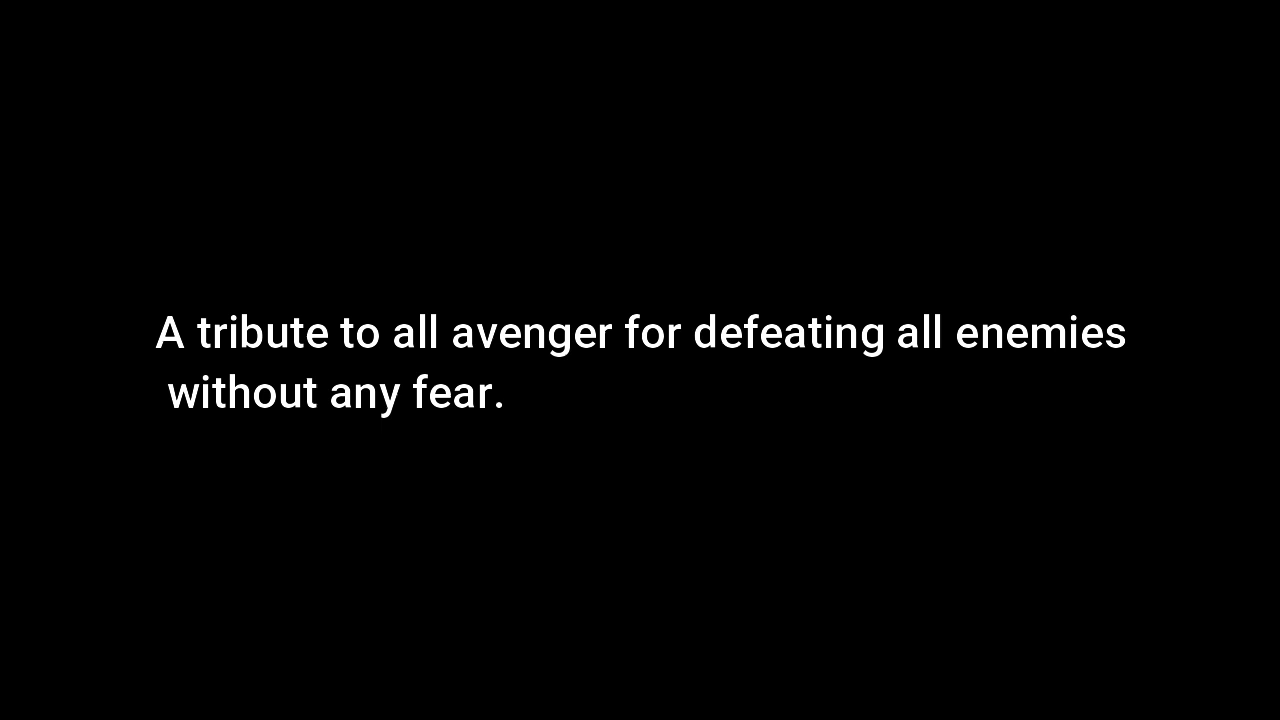 A tribute to all avenger for defeating all enemies
without any fear.